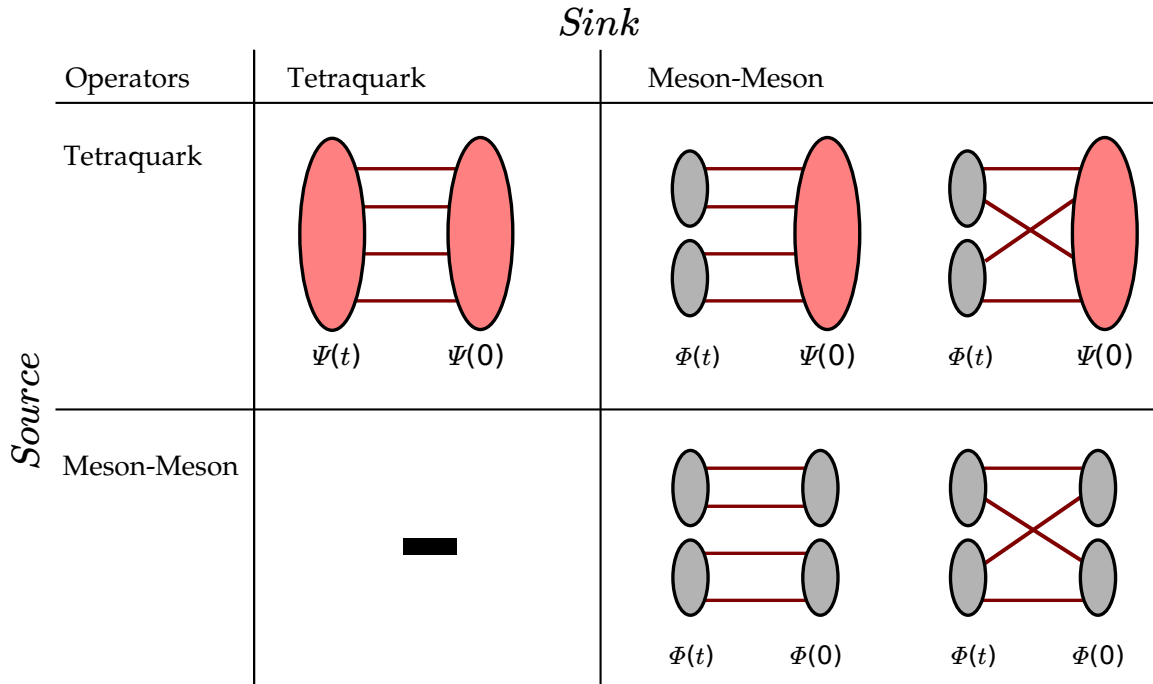 Sink
Operators Tetraquark Meson-Meson
Tetraquark
Ψ(t) Ψ(0) Φ(t) Ψ(0) Φ(t) Ψ(0)
Source
Meson-Meson
Φ(t) Φ(0) Φ(t) Φ(0)